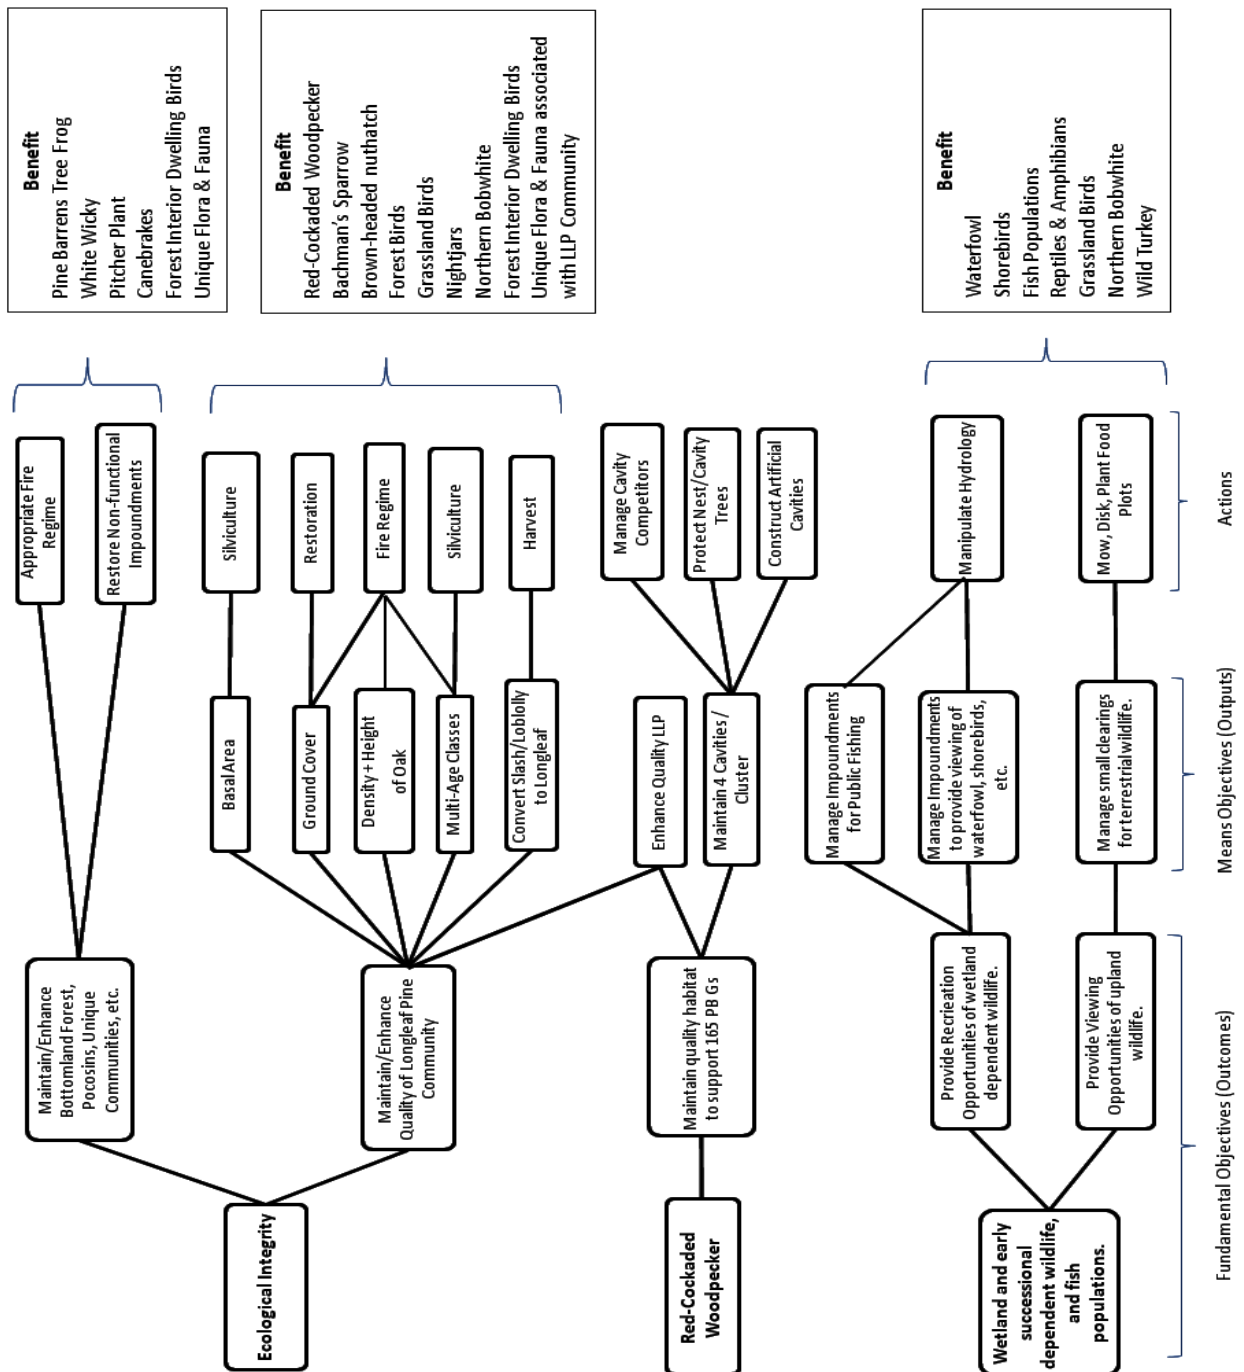 Ecological Integrity
Maintain/Enhance
Bottomland Forest,
Pocosins, Unique
Communities, etc.
Appropriate Fire
Regime
Restore Non-functional
Impoundments
Benefit
Pine Barrens Tree Frog
White Wicky
Pitcher Plant
Canebrakes
Forest Interior Dwelling Birds
Unique Flora & Fauna
Maintain/Enhance
Quality of Longleaf Pine
Community
Basal Area
Ground Cover
Density + Height
of Oak
Multi-Age Classes
Convert Slash/Loblolly
to Longleaf
Silviculture
Restoration
Fire Regime
Silviculture
Harvest
Benefit
Red-Cockaded Woodpecker
Bachman's Sparrow
Brown-headed nuthatch
Forest Birds
Grassland Birds
Nightjars
Northern Bobwhite
Forest Interior Dwelling Birds
Unique Flora & Fauna associated
with LLP Community
Red-Cockaded
Woodpecker
Maintain quality habitat
to support 165 PB Gs
Enhance Quality LLP
Maintain 4 Cavities /
Cluster
Manage Cavity
Competitors
Protect Nest/Cavity
Trees
Construct Artificial
Cavities
Wetland and early
successional
dependent wildlife,
and fish
populations.
Provide Recrieation
Opportunities of wetland
dependent wildlife.
Provide Viewing
Opportunities of upland
wildlife.
Manage Impoundments
for Public Fishing
Manage Impoundments
to provide viewing of
waterfowl, shorebirds,
etc.
Manage small clearings
for terrestrial wildlife.
Manipulate Hydrology
Mow, Disk, Plant Food
Plots
Benefit
Waterfowl
Shorebirds
Fish Populations
Reptiles & Amphibians
Grassland Birds
Northern Bobwhite
Wild Turkey
Fundamental Objectives (Outcomes)
Means Objectives (Outputs)
Actions